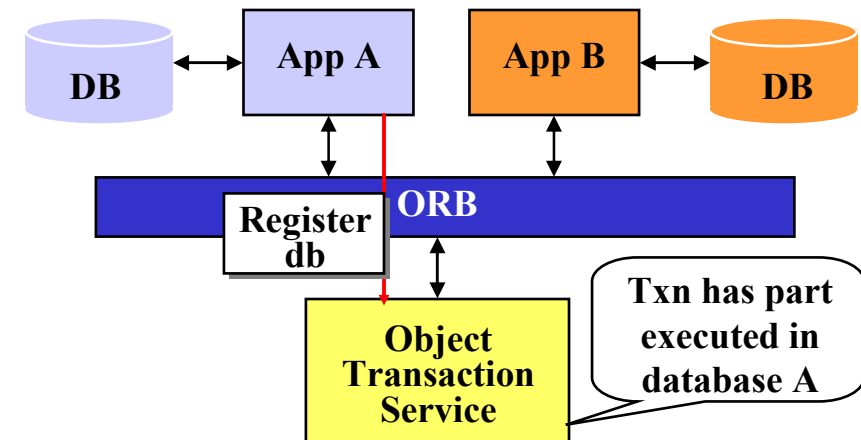 DB
App A
App B
DB
ORB
Register
db
Object
Transaction
Service
Txn has part
executed in
database A